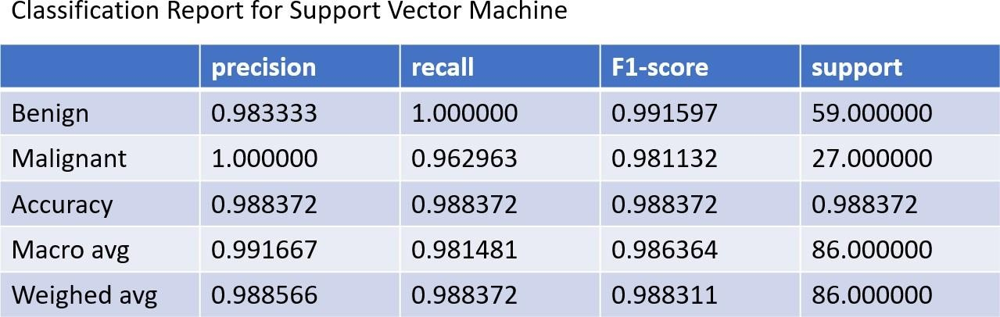 Classification Report for Support Vector Machine
precision recall F1-score support
Benign 0.983333 1.000000 0.991597 59.000000
Malignant 1.000000 0.962963 0.981132 27.000000
Accuracy 0.988372 0.988372 0.988372 0.988372
Macro avg 0.991667 0.981481 0.986364 86.000000
Weighed avg 0.988566 0.988372 0.988311 86.000000